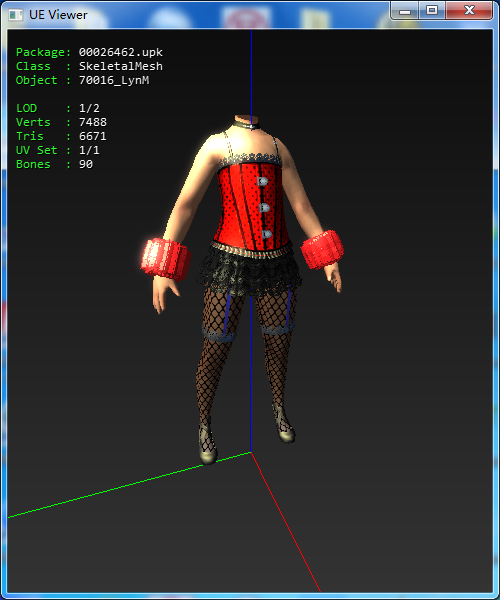 UE Viewer
Package: 00026462.upk
Class : SkeletalMesh
Object : 70016_LynM
LOD : 1/2
Verts : 7488
Tris : 6671
UV Set : 1/1
Bones : 90